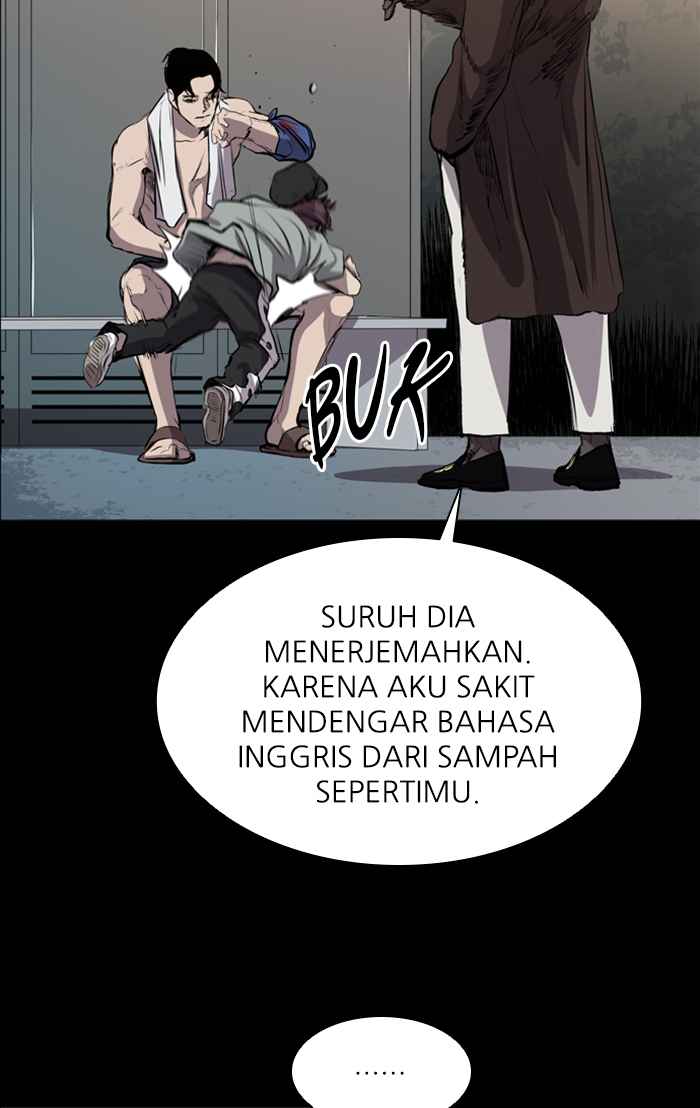 BUK
SURUH DIA
MENERJEMAHKAN.
KARENA AKU SAKIT
MENDENGAR BAHASA
INGGRIS DARI SAMPAH
SEPERTIMU.
......